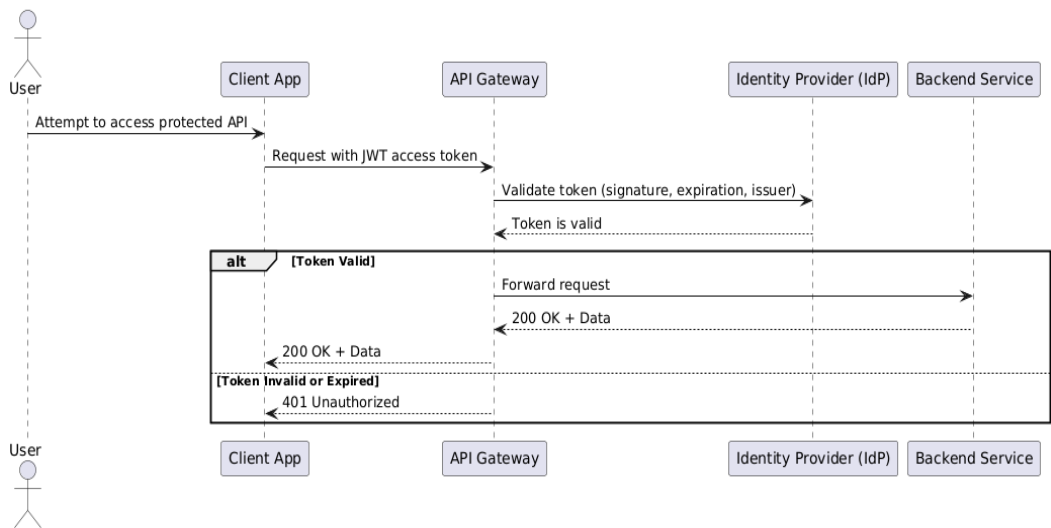 User
Client App
API Gateway
Identity Provider (IdP)
Backend Service
Attempt to access protected API
Request with JWT access token
Validate token (signature, expiration, issuer)
Token is valid
alt
[Token Valid]
Forward request
200 OK + Data
200 OK + Data
[Token Invalid or Expired]
401 Unauthorized
User
Client App
API Gateway
Identity Provider (IdP)
Backend Service